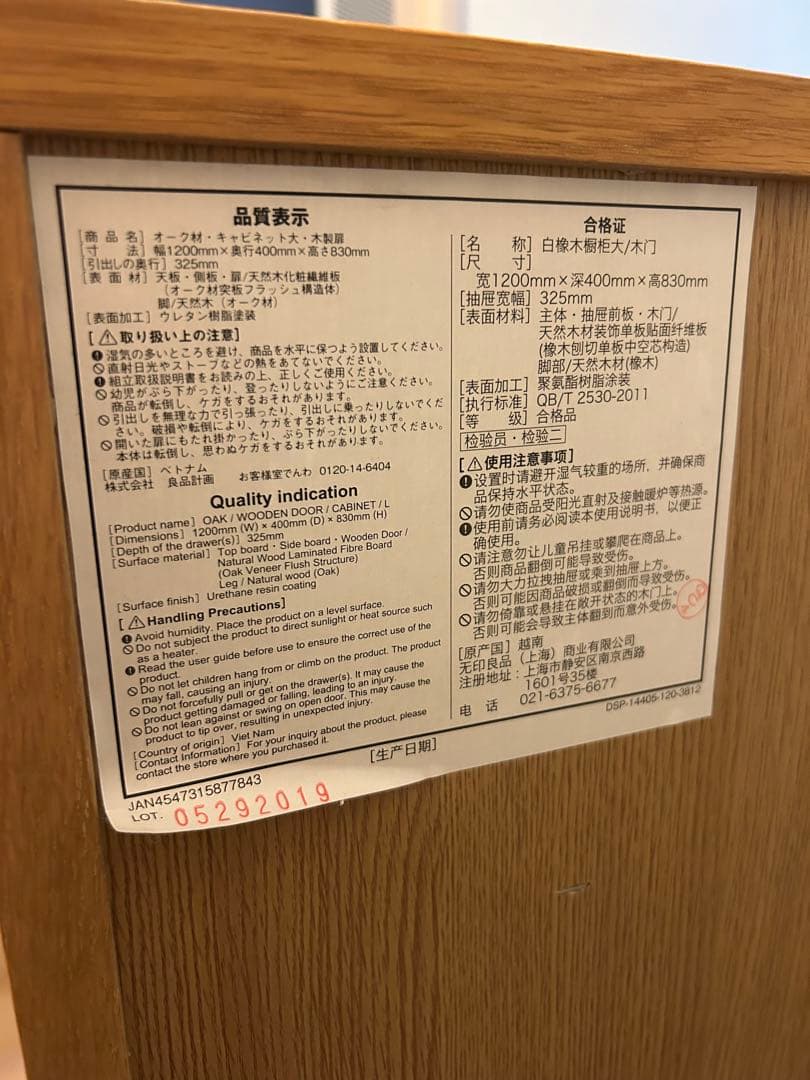 品質表示
[商 品 名] オーク材・キャビネット大・木製扉
[寸 法] 幅1200mm×奥行400mm×高さ830mm
[引出しの奥行] 325mm
[表 面 材] 天板・側板・扉/天然木化粧繊維板
(オーク材突板フラッシュ構造体)
脚/天然木(オーク材)
[表面加工] ウレタン樹脂塗装
[⚠取り扱い上の注意]
湿気の多いところを避け、商品を水平に保つよう設置してください。
直射日光やストーブなどの熱をあてないでください。
組立取扱説明書をお読みの上、正しくご使用ください。
幼児がぶら下がったり、登ったりしないようにご注意ください。
商品が転倒し、ケガをするおそれがあります。
引出しを無理な力で引っ張ったり、引出しに乗ったりしないでくだ
さい。破損や転倒により、ケガをするおそれがあります。
開いた扉にもたれ掛かったり、ぶら下がったりしないでください。
本体は転倒し、思わぬケガをするおそれがあります。
[原産国] ベトナム
株式会社 良品計画 お客様室でんわ 0120-14-6404
Quality indication
[Product name] OAK / WOODEN DOOR / CABINET / L
[Dimensions] 1200mm (W) × 400mm (D) × 830mm (H)
[Depth of the drawer(s)] 325mm
[Surface material] Top board・Side board・Wooden Door /
Natural Wood Laminated Fibre Board
(Oak Veneer Flush Structure)
Leg / Natural wood (Oak)
[Surface finish] Urethane resin coating
[⚠Handling Precautions]
Avoid humidity. Place the product on a level surface.
Do not subject the product to direct sunlight or heat source such
as a heater.
Read the user guide before use to ensure the correct use of the
product.
Do not let children hang from or climb on the product. The product
may fall, causing an injury.
Do not forcefully pull or get on the drawer(s). It may cause the
product getting damaged or falling, leading to an injury.
Do not lean against or swing on open door. This may cause the
product to tip over, resulting in unexpected injury.
[Country of origin] Viet Nam
[Contact Information] For your inquiry about the product, please
contact the store where you purchased it.
合格证
[名 称] 白橡木橱柜大/木门
[尺 寸]
宽1200mm×深400mm×高830mm
[抽屉宽幅] 325mm
[表面材料] 主体・抽屉前板・木门/
天然木材装饰单板贴面纤维板
(橡木刨切单板中空芯构造)
脚部/天然木材(橡木)
[表面加工] 聚氨酯树脂涂装
[执行标准] QB/T 2530-2011
[等 级] 合格品
[检验员・检验二]
[⚠使用注意事项]
设置时请避开湿气较重的场所,并确保商
品保持水平状态。
请勿使商品受阳光直射及接触暖炉等热源。
使用前请务必阅读本使用说明书,以便正
确使用。
请注意勿让儿童吊挂或攀爬在商品上。
否则商品翻倒可能导致受伤。
请勿大力拉拽抽屉或乘到抽屉上方。
否则可能因商品破损或翻倒而导致受伤。
请勿倚靠或悬挂在敞开状态的木门上。
否则可能会导致主体翻到而意外受伤。
[原产国] 越南
无印良品(上海)商业有限公司
注册地址:上海市静安区南京西路
1601号35楼
电 话 021-6375-6677
DSP-14405-120-3812
[生产日期]
JAN4547315877843
LOT. 05292019